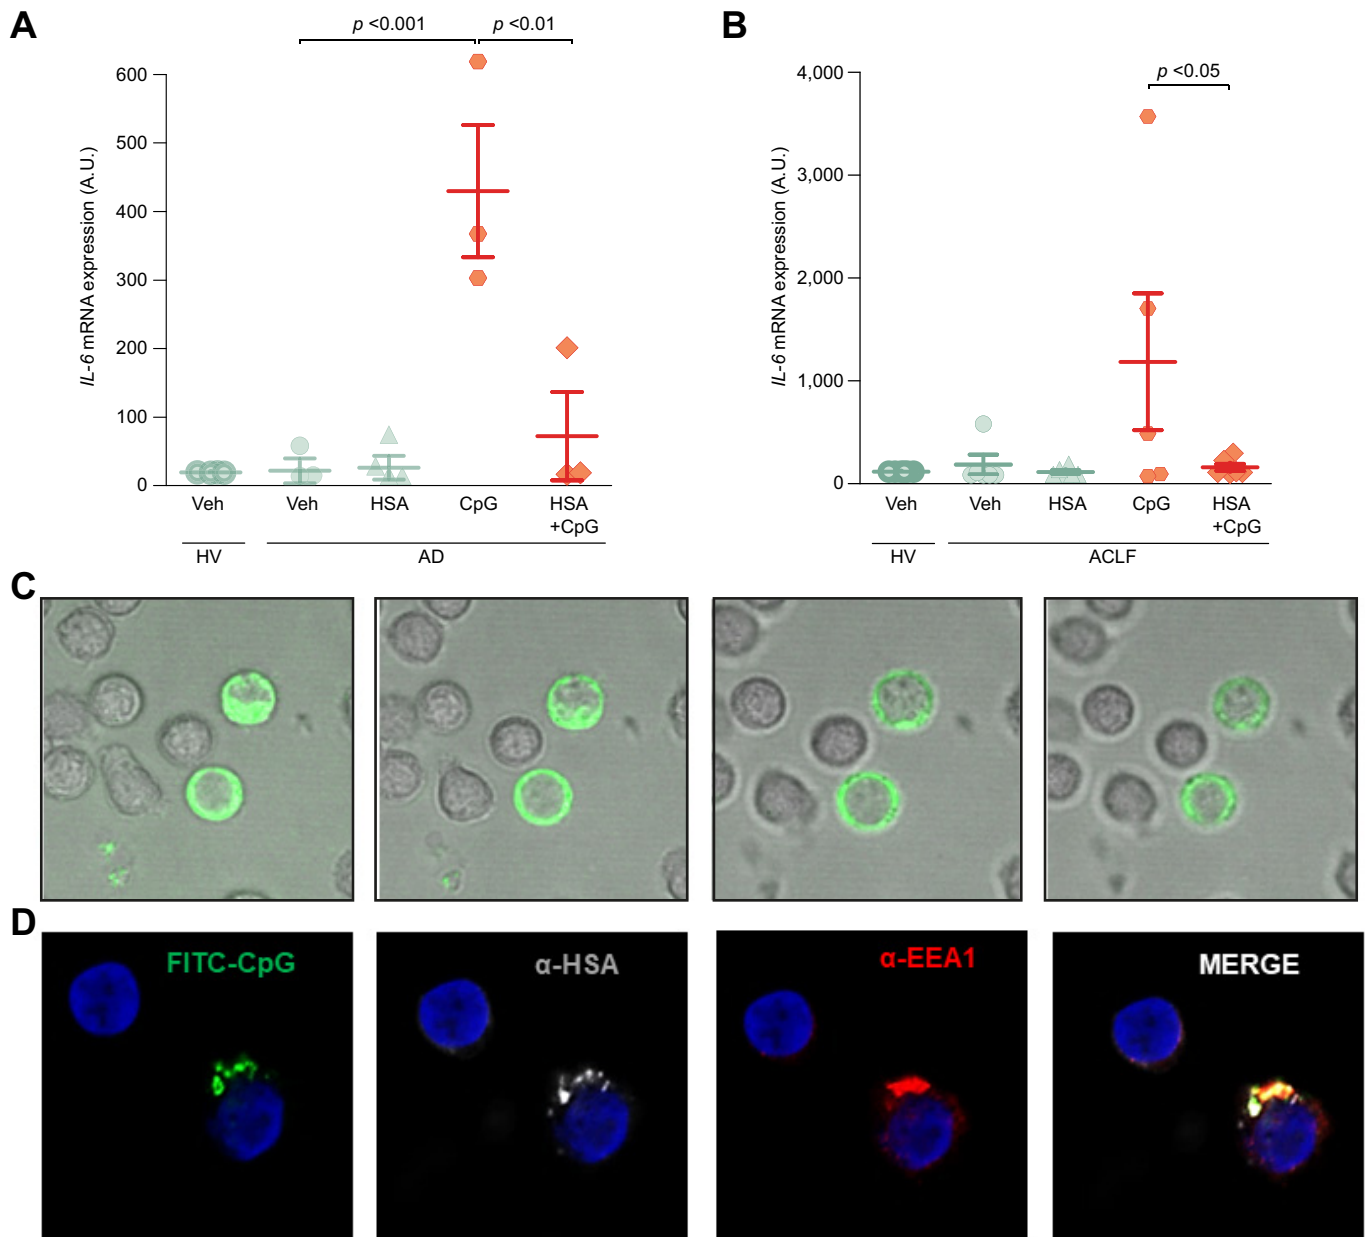 A
p <0.001
p <0.01
600
500
400
300
200
100
0
IL-6 mRNA expression (A.U.)
Veh
Veh
HSA
CpG
HSA
+CpG
HV
AD
B
p <0.05
4,000
3,000
2,000
1,000
0
IL-6 mRNA expression (A.U.)
Veh
Veh
HSA
CpG
HSA
+CpG
HV
ACLF
C
D
FITC-CpG
α-HSA
α-EEA1
MERGE